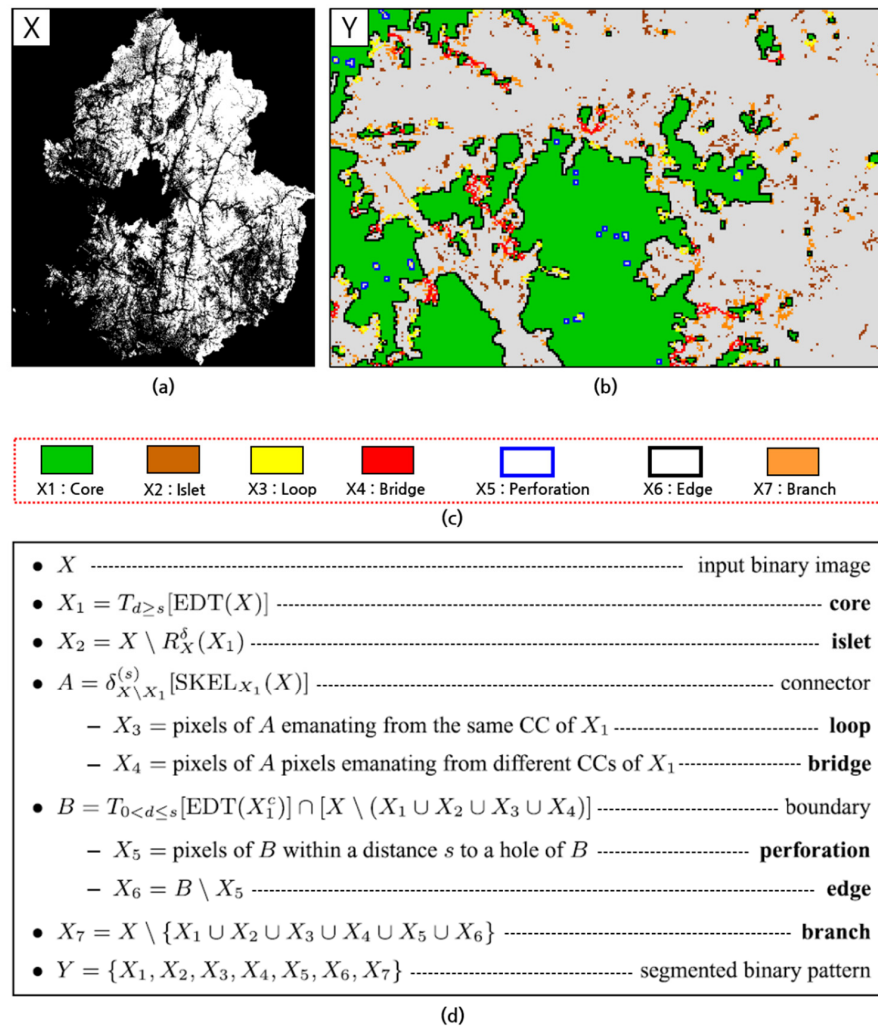 X
Y
(a)
(b)
X1 : Core
X2 : Islet
X3 : Loop
X4 : Bridge
X5 : Perforation
X6 : Edge
X7 : Branch
(c)
• X -------- input binary image
• X₁ = T_{d≥s}[EDT(X)] -------- core
• X₂ = X \ R_X^δ(X₁) -------- islet
• A = δ_{X\X₁}^{(s)}[SKEL_{X₁}(X)] -------- connector
– X₃ = pixels of A emanating from the same CC of X₁ -------- loop
– X₄ = pixels of A pixels emanating from different CCs of X₁ -------- bridge
• B = T_{0<d≤s}[EDT(X₁ᶜ)] ∩ [X \ (X₁ ∪ X₂ ∪ X₃ ∪ X₄)] -------- boundary
– X₅ = pixels of B within a distance s to a hole of B -------- perforation
– X₆ = B \ X₅ -------- edge
• X₇ = X \ {X₁ ∪ X₂ ∪ X₃ ∪ X₄ ∪ X₅ ∪ X₆} -------- branch
• Y = {X₁, X₂, X₃, X₄, X₅, X₆, X₇} -------- segmented binary pattern
(d)